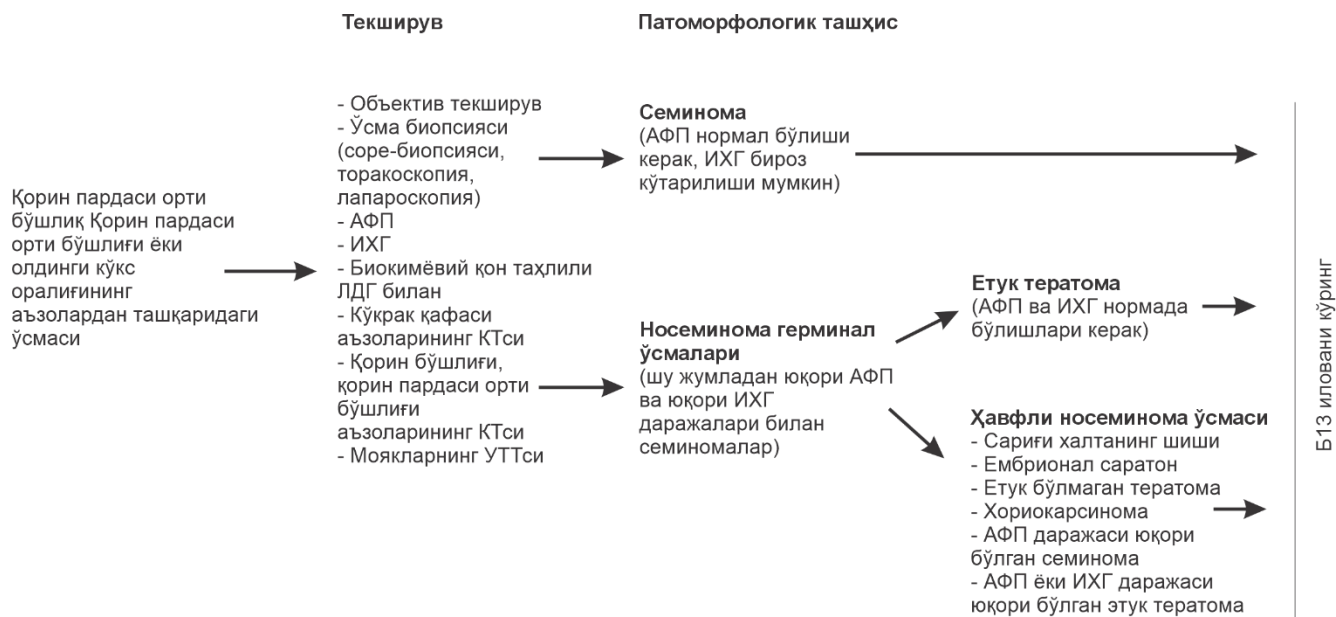 Текширув
Патоморфологик ташҳис
Қорин пардаси орти
бўшлиқ Қорин пардаси
орти бўшлиғи ёки
олдинги кўкс
оралиғининг
аъзолардан ташқаридаги
ўсмаси
- Объектив текширув
- Ўсма биопсияси
(соре-биопсияси,
торакоскопия,
лапароскопия)
- АФП
- ИХГ
- Биокимёвий қон таҳлили
ЛДГ билан
- Кўкрак қафаси
аъзоларининг КТси
- Қорин бўшлиғи,
қорин пардаси орти
бўшлиғи
аъзоларининг КТси
- Моякларнинг УТТси
Семинома
(АФП нормал бўлиши
керак, ИХГ бироз
кўтарилиши мумкин)
Носеминома герминал
ўсмалари
(шу жумладан юқори АФП
ва юқори ИХГ
даражалари билан
семиномалар)
Етук тератома
(АФП ва ИХГ нормада
бўлишлари керак)
Ҳавфли носеминома ўсмаси
- Сариғи халтанинг шиши
- Ембрионал саратон
- Етук бўлмаган тератома
- Хориокарсинома
- АФП даражаси юқори
бўлган семинома
- АФП ёки ИХГ даражаси
юқори бўлган этук тератома
Б13 иловани кўринг